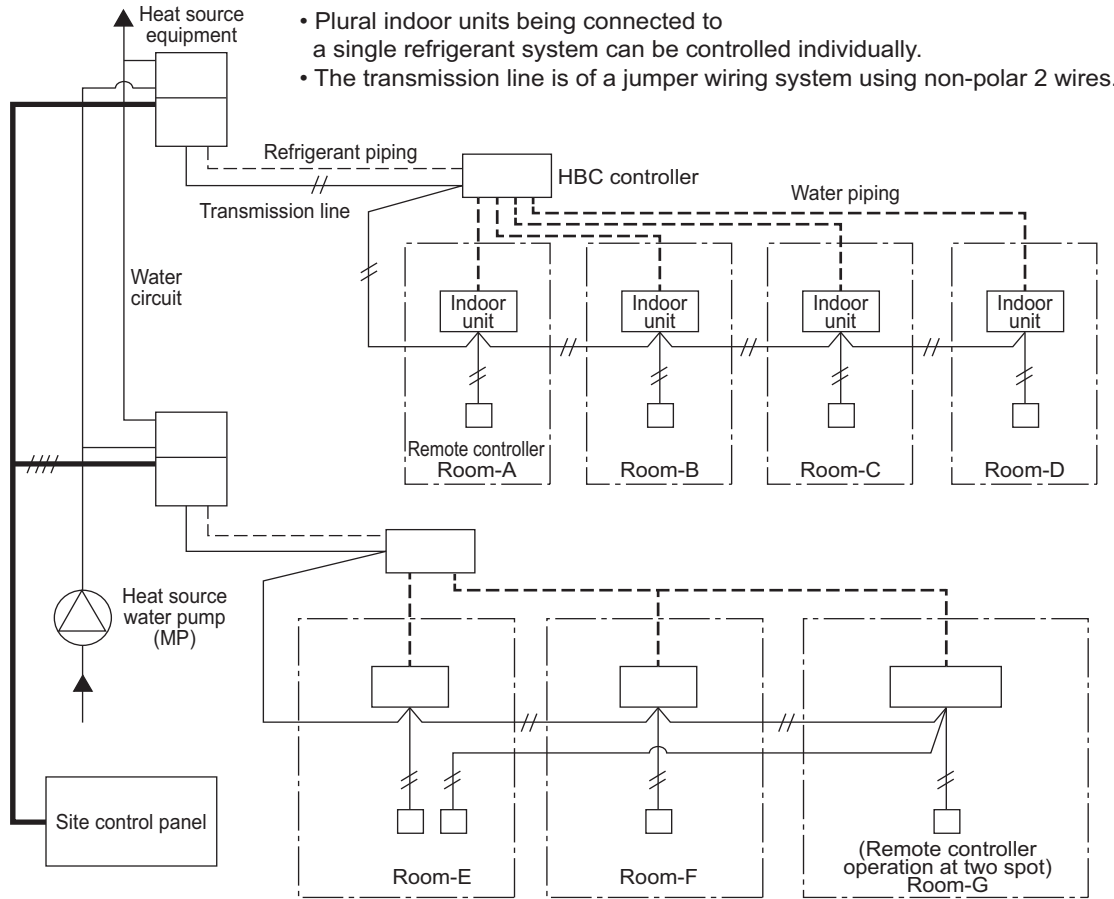 Heat source
equipment
• Plural indoor units being connected to
a single refrigerant system can be controlled individually.
• The transmission line is of a jumper wiring system using non-polar 2 wires.
Refrigerant piping
HBC controller
Transmission line
Water piping
Water
circuit
Indoor
unit
Indoor
unit
Indoor
unit
Indoor
unit
Remote controller
Room-A
Room-B
Room-C
Room-D
Heat source
water pump
(MP)
Site control panel
Room-E
Room-F
(Remote controller
operation at two spot)
Room-G